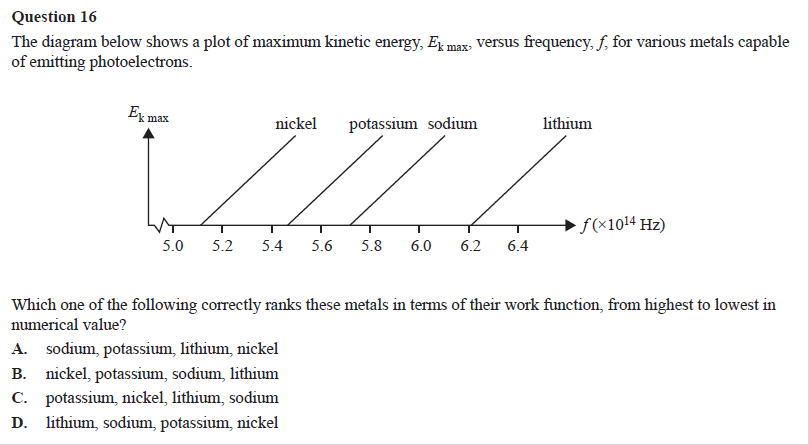 Question 16
The diagram below shows a plot of maximum kinetic energy, Ek max, versus frequency, f, for various metals capable
of emitting photoelectrons.
Ek max
nickel potassium sodium lithium
f (×10¹⁴ Hz)
5.0 5.2 5.4 5.6 5.8 6.0 6.2 6.4
Which one of the following correctly ranks these metals in terms of their work function, from highest to lowest in
numerical value?
A. sodium, potassium, lithium, nickel
B. nickel, potassium, sodium, lithium
C. potassium, nickel, lithium, sodium
D. lithium, sodium, potassium, nickel